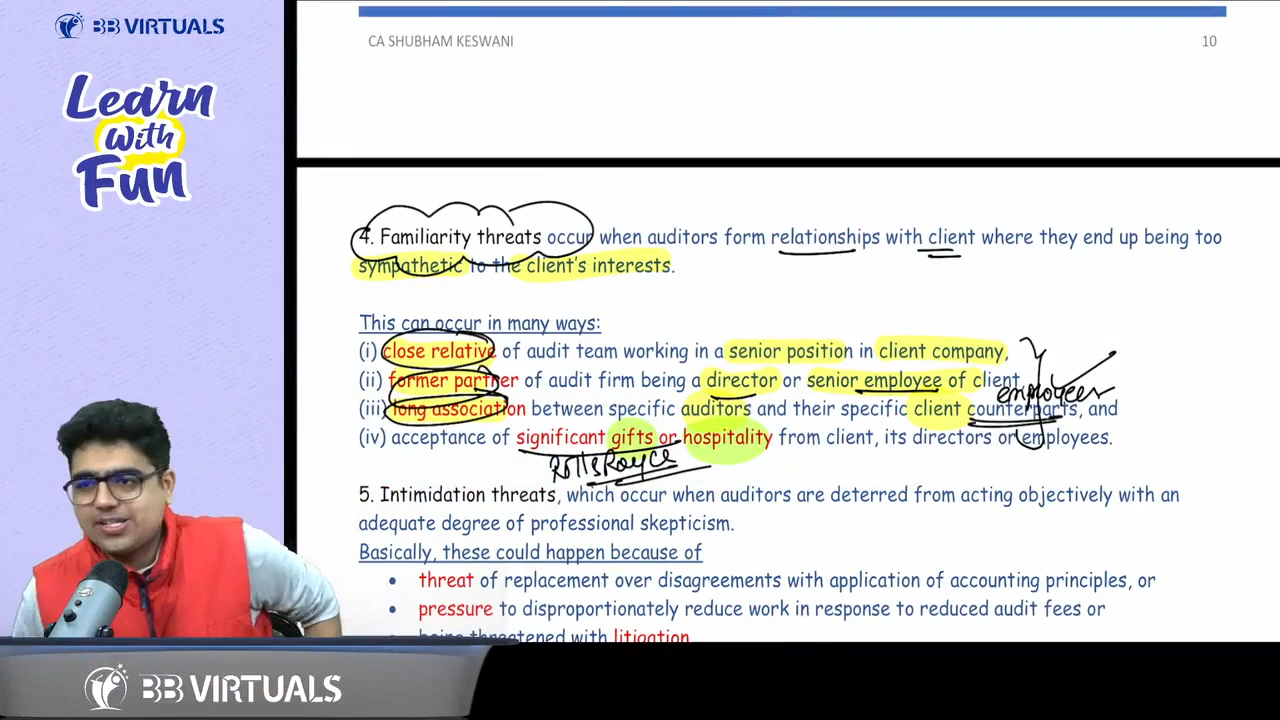 BB VIRTUALS
Learn
With
Fun
CA SHUBHAM KESWANI
10
4. Familiarity threats occur when auditors form relationships with client where they end up being too
sympathetic to the client's interests.
This can occur in many ways:
(i) close relative of audit team working in a senior position in client company,
(ii) former partner of audit firm being a director or senior employee of client
employees
(iii) long association between specific auditors and their specific client counterparts, and
(iv) acceptance of significant gifts or hospitality from client, its directors or employees.
Rolls Royce
5. Intimidation threats, which occur when auditors are deterred from acting objectively with an
adequate degree of professional skepticism.
Basically, these could happen because of
• threat of replacement over disagreements with application of accounting principles, or
• pressure to disproportionately reduce work in response to reduced audit fees or
• being threatened with litigation
BB VIRTUALS